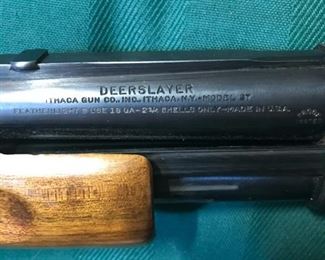 DEERSLAYER
ITHACA GUN CO., INC. ITHACA, N.Y. MODEL 37
FEATHERLIGHT USE 16 GA-2¾ SHELLS ONLY-MADE IN U.S.A.